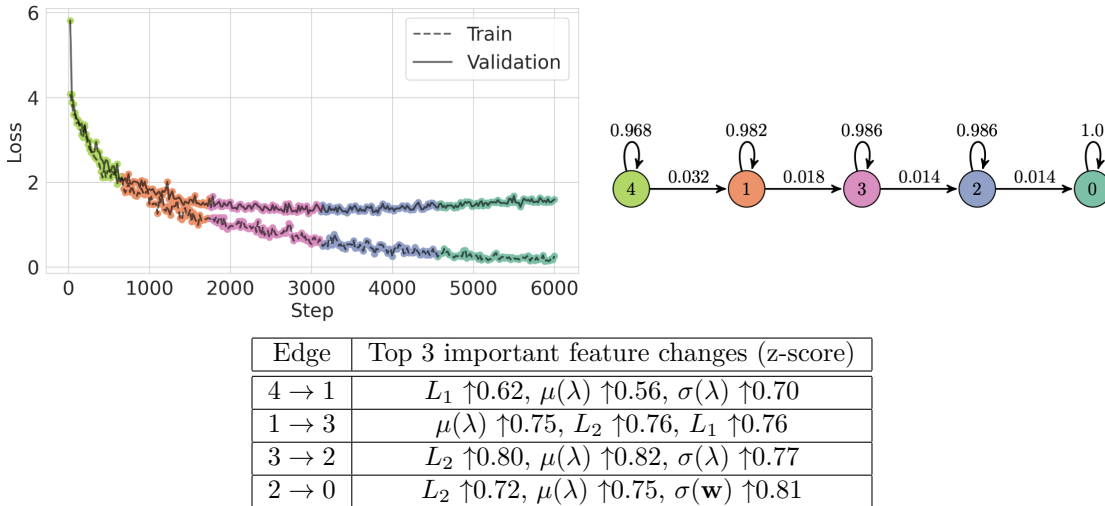 6
4
2
0
Loss
Train
Validation
0 1000 2000 3000 4000 5000 6000
Step
0.968 0.982 0.986 0.986 1.0
0.032 0.018 0.014 0.014
4 1 3 2 0
Edge Top 3 important feature changes (z-score)
4 → 1 L₁ ↑0.62, μ(λ) ↑0.56, σ(λ) ↑0.70
1 → 3 μ(λ) ↑0.75, L₂ ↑0.76, L₁ ↑0.76
3 → 2 L₂ ↑0.80, μ(λ) ↑0.82, σ(λ) ↑0.77
2 → 0 L₂ ↑0.72, μ(λ) ↑0.75, σ(w) ↑0.81